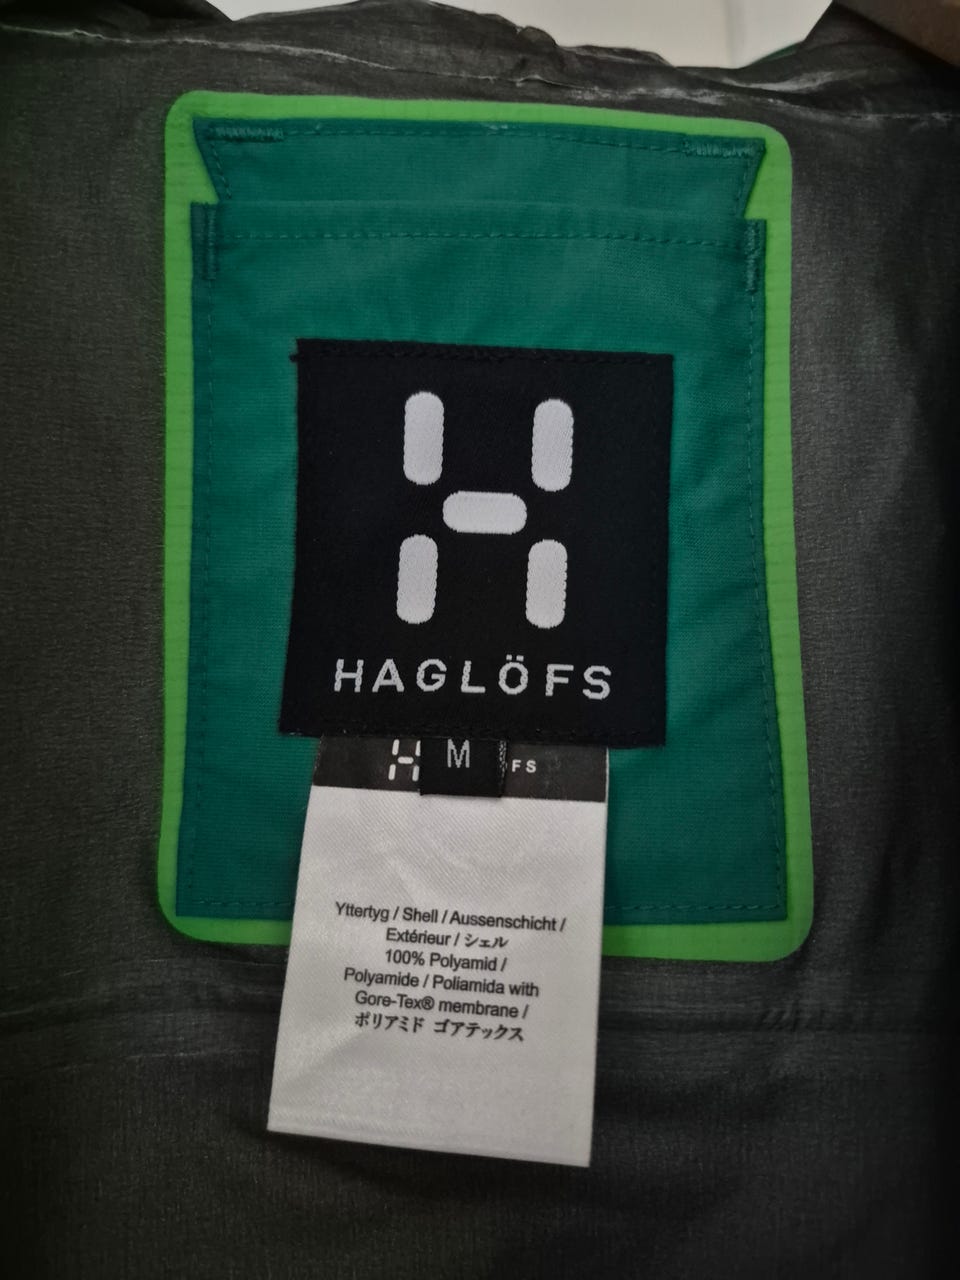 HAGLÖFS
M
FS
Yttertyg / Shell / Aussenschicht /
Extérieur / シェル
100% Polyamid /
Polyamide / Poliamida with
Gore-Tex® membrane /
ポリアミド ゴアテックス